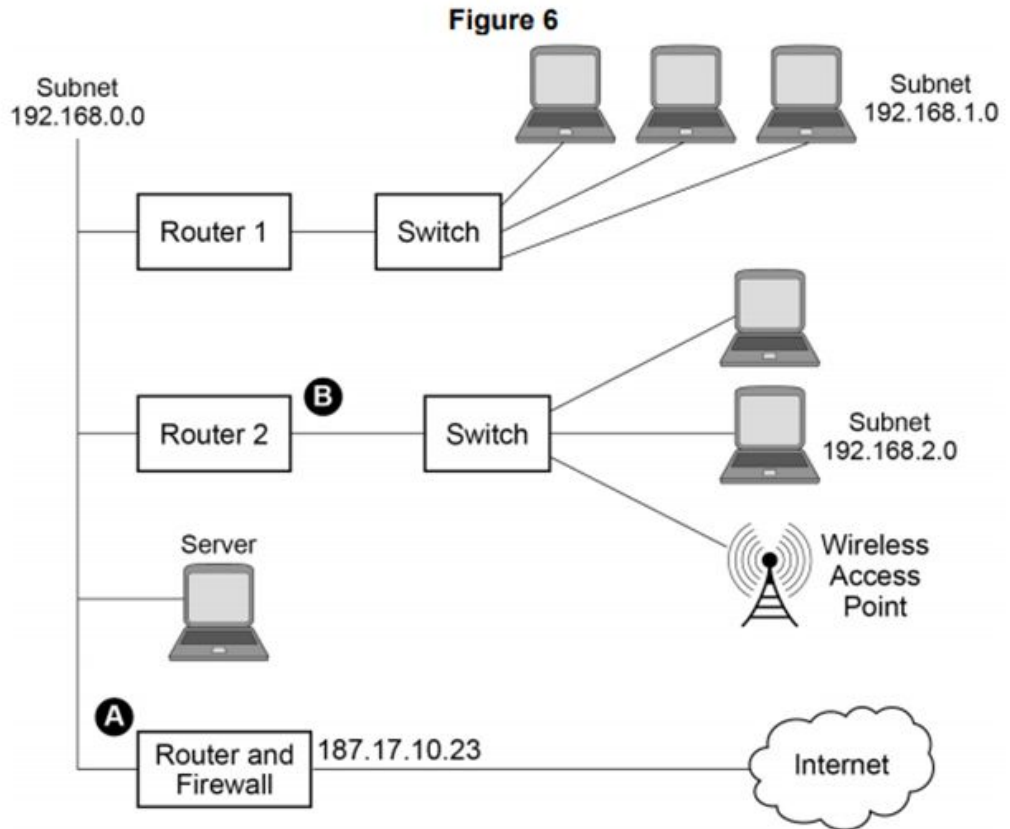 Figure 6
Subnet
192.168.0.0
Subnet
192.168.1.0
Router 1
Switch
B
Router 2
Switch
Subnet
192.168.2.0
Server
Wireless
Access
Point
A
Router and
Firewall
187.17.10.23
Internet